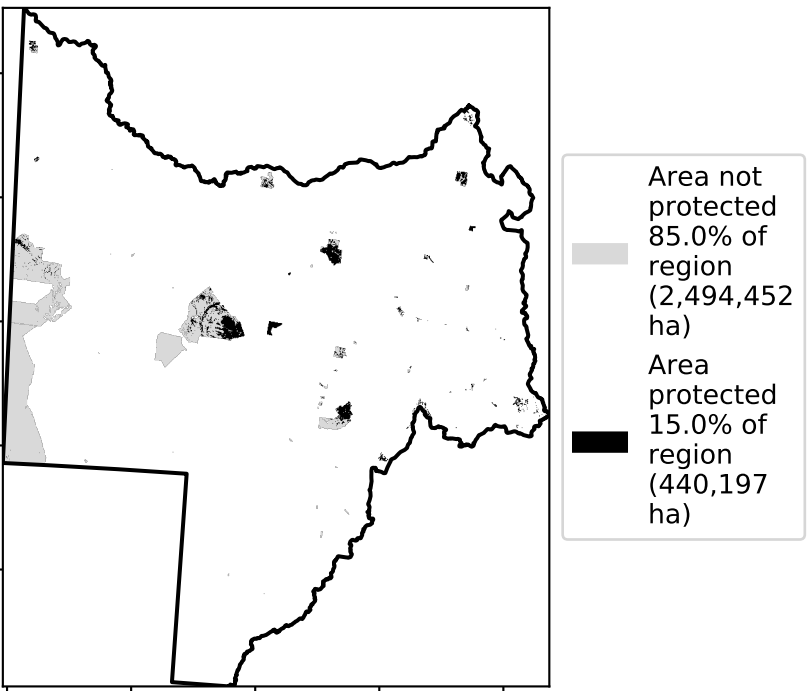 Area not
protected
85.0% of
region
(2,494,452
ha)
Area
protected
15.0% of
region
(440,197
ha)